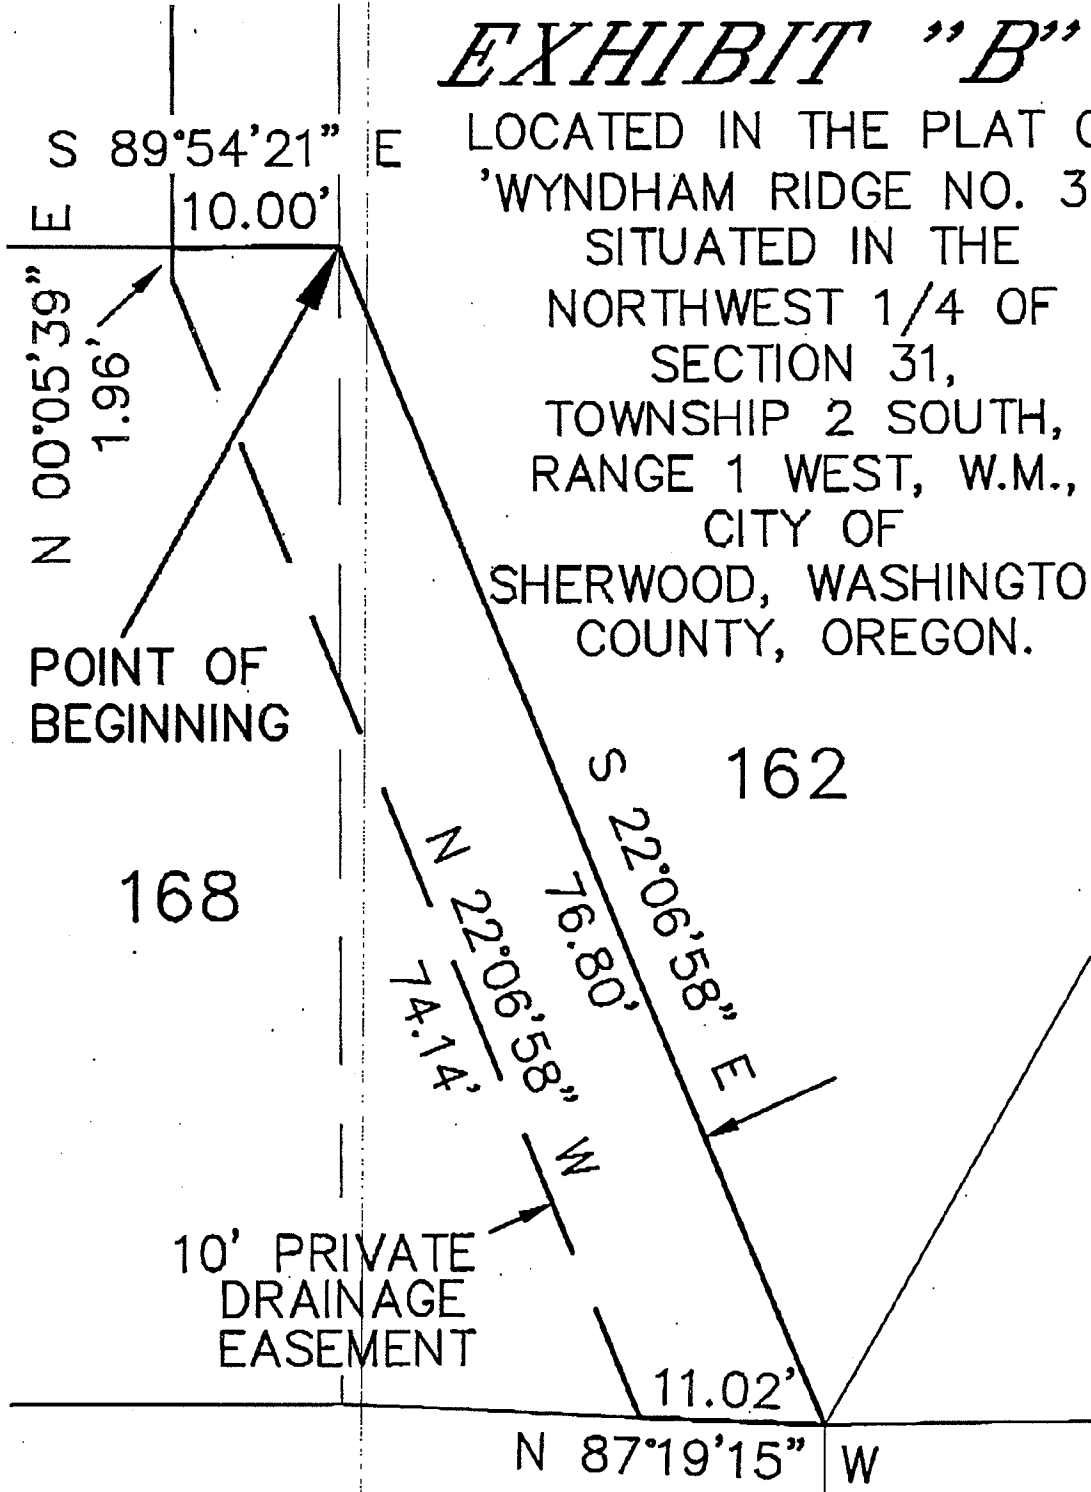 EXHIBIT "B"
LOCATED IN THE PLAT
'WYNDHAM RIDGE NO. 3
SITUATED IN THE
NORTHWEST 1/4 OF
SECTION 31,
TOWNSHIP 2 SOUTH,
RANGE 1 WEST, W.M.,
CITY OF
SHERWOOD, WASHINGTO
COUNTY, OREGON.
S 89°54'21" E
10.00'
N 00°05'39" E
1.96'
POINT OF
BEGINNING
162
168
S 22°06'58" E
76.80'
N 22°06'58" W
74.14'
10' PRIVATE
DRAINAGE
EASEMENT
11.02'
N 87°19'15" W